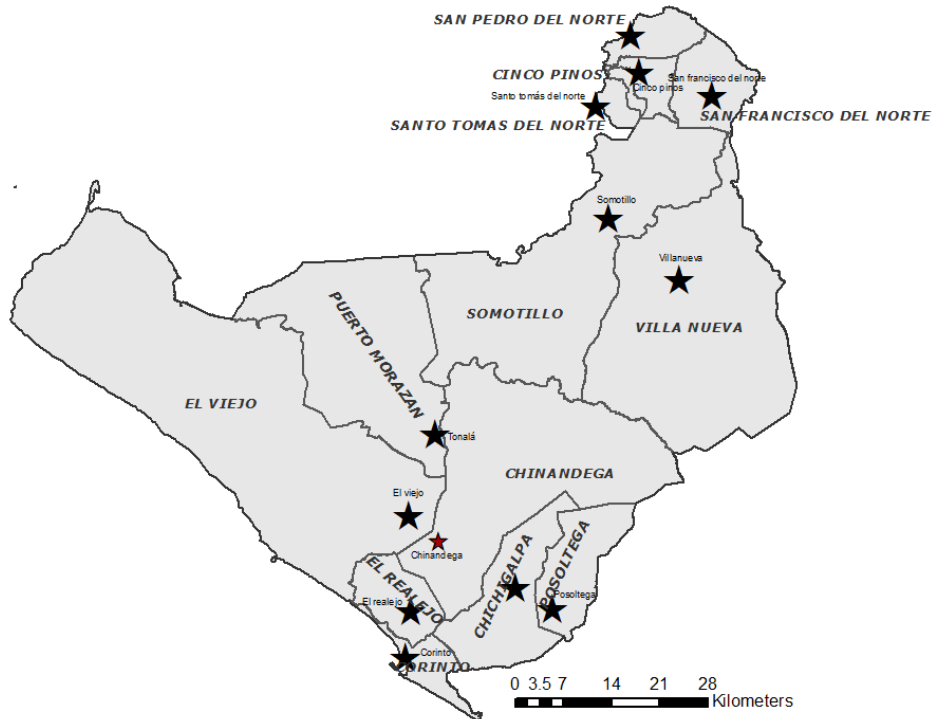 SAN PEDRO DEL NORTE
CINCO PINOS
San francisco del norte
Cinco pinos
Santo tomás del norte
SAN FRANCISCO DEL NORTE
SANTO TOMAS DEL NORTE
Somotillo
Villanueva
PUERTO MORAZAN
SOMOTILLO
VILLA NUEVA
EL VIEJO
Tonalá
CHINANDEGA
El viejo
Chinandega
CHICHIGALPA
POSOLTEGA
EL REALEJO
El realejo
Posoltega
Corinto
CORINTO
0 3.5 7 14 21 28
Kilometers